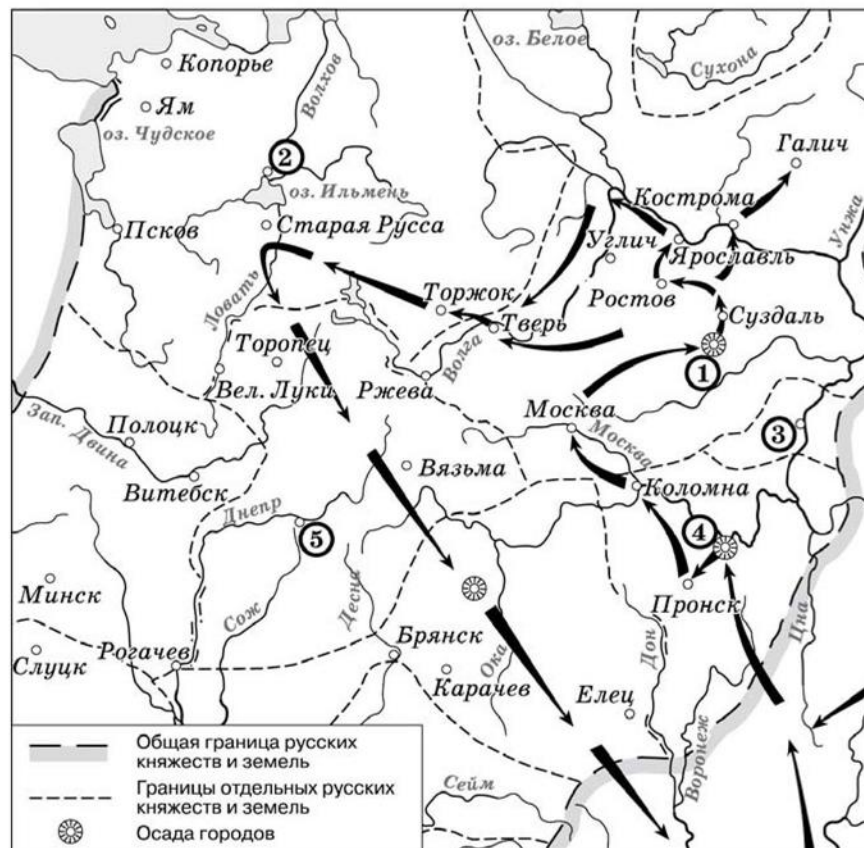 оз. Белое
Сухона
Копорье
Волхов
Ям
оз. Чудское
Галич
2
оз. Ильмень
Кострома
Унжа
Псков
Старая Русса
Углич
Ярославль
Ловать
Торжок
Ростов
Тверь
Суздаль
Торопец
Волга
Вел. Луки
Ржева
1
Зап. Двина
Полоцк
Москва
Москва
3
Витебск
Вязьма
Коломна
Днепр
5
4
Минск
Десна
Пронск
Цна
Сож
Слуцк
Рогачев
Брянск
Ока
Дон
Карачев
Елец
Воронеж
Сейм
Общая граница русских
княжеств и земель
Границы отдельных русских
княжеств и земель
Осада городов